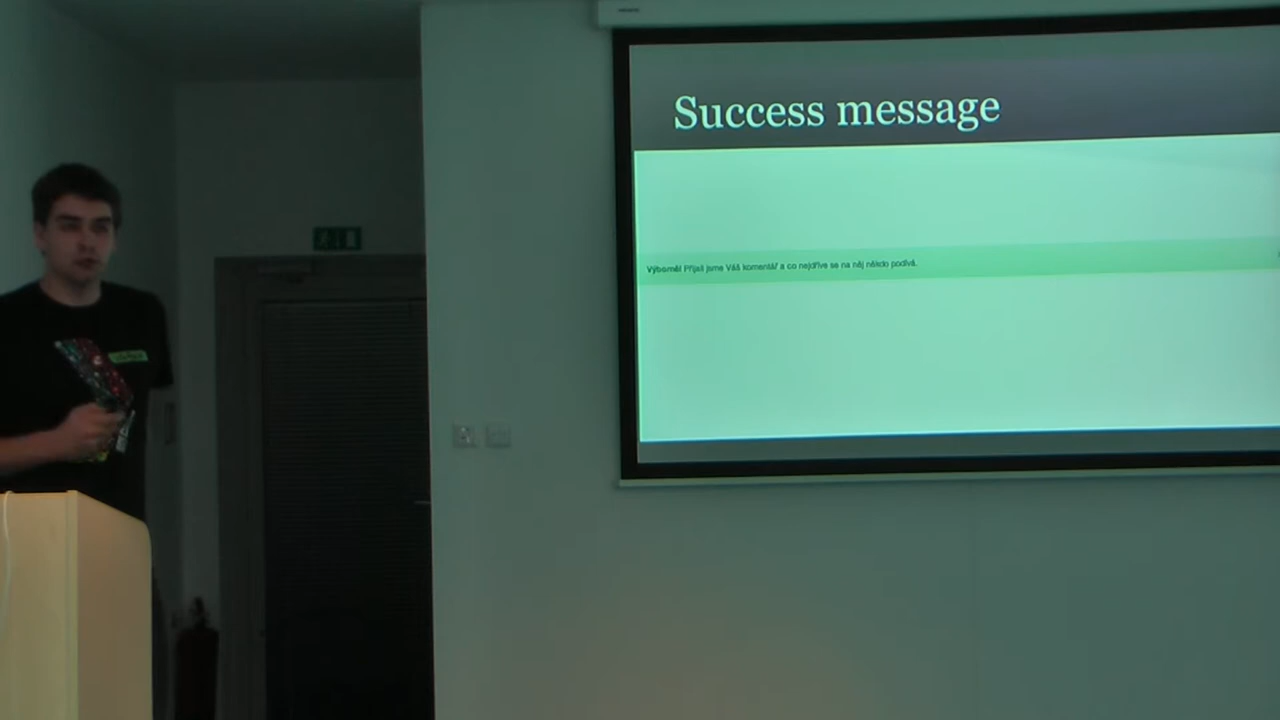 Success message
Výborně! Přijali jsme Váš komentář a co nejdříve se na něj někdo podívá.